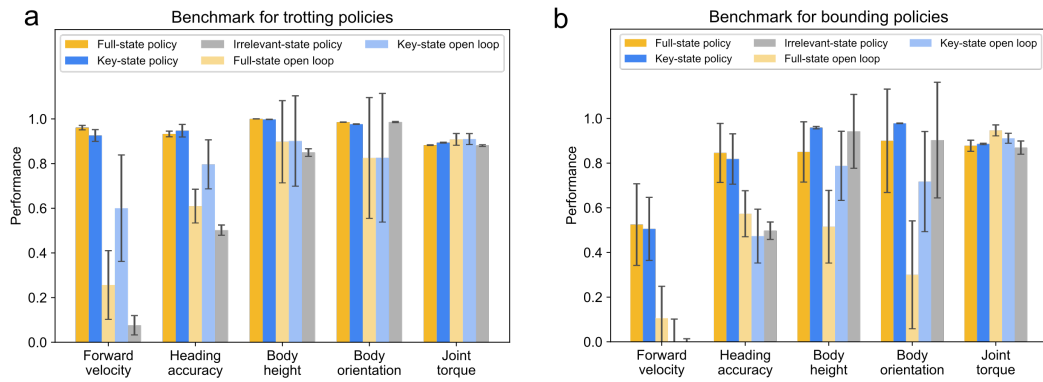 a
Benchmark for trotting policies
Full-state policy
Irrelevant-state policy
Key-state open loop
Key-state policy
Full-state open loop
Performance
1.0
0.8
0.6
0.4
0.2
0.0
Forward velocity
Heading accuracy
Body height
Body orientation
Joint torque
b
Benchmark for bounding policies
Full-state policy
Irrelevant-state policy
Key-state open loop
Key-state policy
Full-state open loop
Performance
1.0
0.8
0.6
0.4
0.2
0.0
Forward velocity
Heading accuracy
Body height
Body orientation
Joint torque